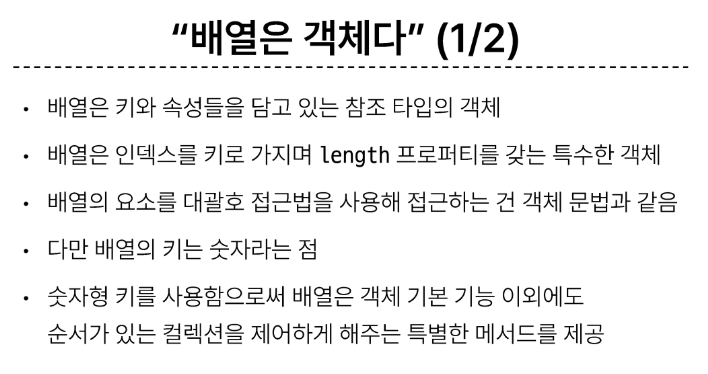 “배열은 객체다” (1/2)
• 배열은 키와 속성들을 담고 있는 참조 타입의 객체
• 배열은 인덱스를 키로 가지며 length 프로퍼티를 갖는 특수한 객체
• 배열의 요소를 대괄호 접근법을 사용해 접근하는 건 객체 문법과 같음
• 다만 배열의 키는 숫자라는 점
• 숫자형 키를 사용함으로써 배열은 객체 기본 기능 이외에도
순서가 있는 컬렉션을 제어하게 해주는 특별한 메서드를 제공